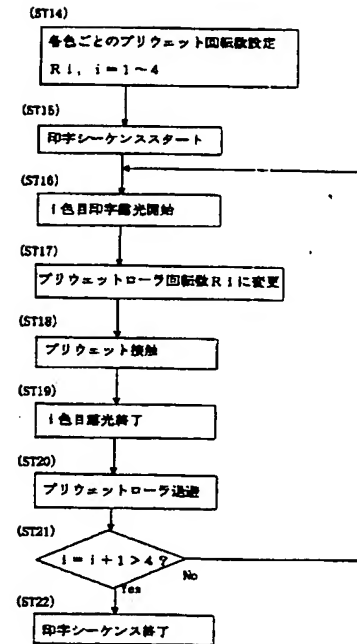 (ST14)
各色ごとのプリウェット回転数設定
Ri, i=1~4
(ST15)
印字シーケンススタート
(ST16)
i色目印字露光開始
(ST17)
プリウェットローラ回転数Riに変更
(ST18)
プリウェット接触
(ST19)
i色目露光終了
(ST20)
プリウェットローラ退避
(ST21)
i=i+1>4?
No
Yes
(ST22)
印字シーケンス終了